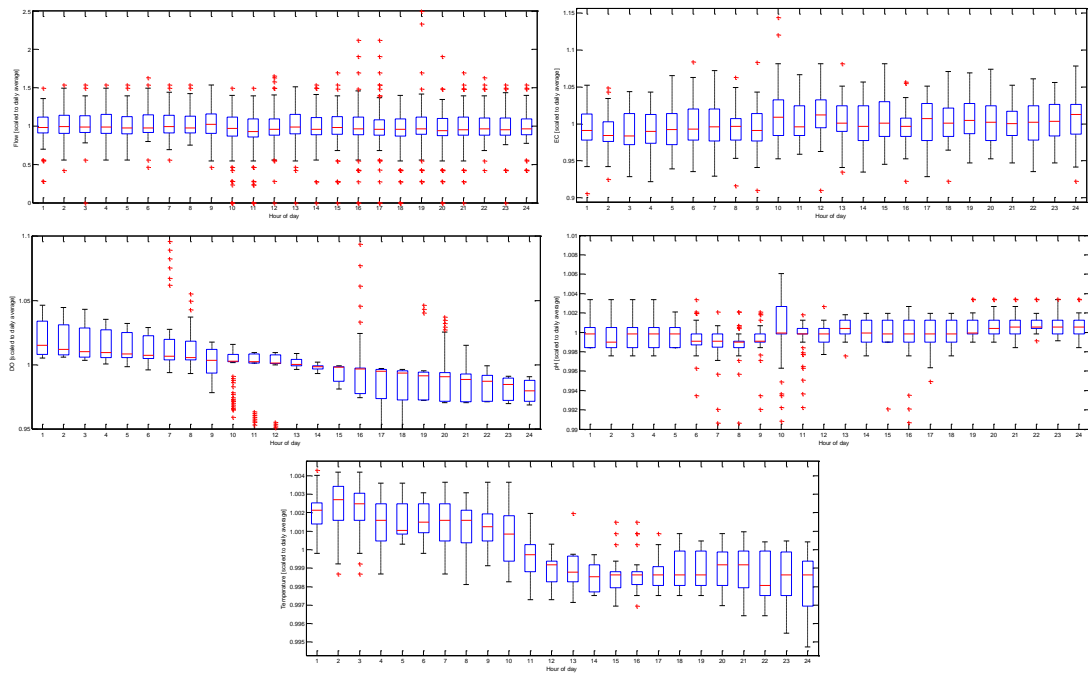 2.5
2
1.5
1
0.5
0
Flow [scaled to daily average]
1 2 3 4 5 6 7 8 9 10 11 12 13 14 15 16 17 18 19 20 21 22 23 24
Hour of day
1.15
1.1
1.05
1
0.95
0.9
EC [scaled to daily average]
1 2 3 4 5 6 7 8 9 10 11 12 13 14 15 16 17 18 19 20 21 22 23 24
Hour of day
1.1
1.05
1
0.95
DO [scaled to daily average]
1 2 3 4 5 6 7 8 9 10 11 12 13 14 15 16 17 18 19 20 21 22 23 24
Hour of day
1.01
1.008
1.006
1.004
1.002
1
0.998
0.996
0.994
0.992
0.99
pH [scaled to daily average]
1 2 3 4 5 6 7 8 9 10 11 12 13 14 15 16 17 18 19 20 21 22 23 24
Hour of day
1.004
1.003
1.002
1.001
1
0.999
0.998
0.997
0.996
0.995
Temperature [scaled to daily average]
1 2 3 4 5 6 7 8 9 10 11 12 13 14 15 16 17 18 19 20 21 22 23 24
Hour of day